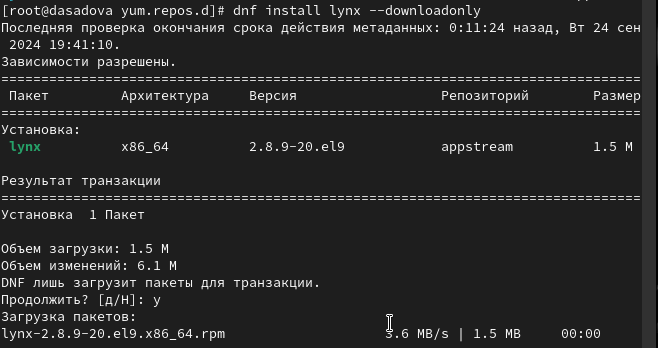 [root@dasadova yum.repos.d]# dnf install lynx --downloadonly
Последняя проверка окончания срока действия метаданных: 0:11:24 назад, Вт 24 сен
 2024 19:41:10.
Зависимости разрешены.
================================================================================
 Пакет Архитектура Версия Репозиторий Размер
================================================================================
Установка:
 lynx x86_64 2.8.9-20.el9 appstream 1.5 M
Результат транзакции
================================================================================
Установка  1 Пакет
Объем загрузки: 1.5 M
Объем изменений: 6.1 M
DNF лишь загрузит пакеты для транзакции.
Продолжить? [д/Н]: y
Загрузка пакетов:
lynx-2.8.9-20.el9.x86_64.rpm 3.6 MB/s | 1.5 MB 00:00